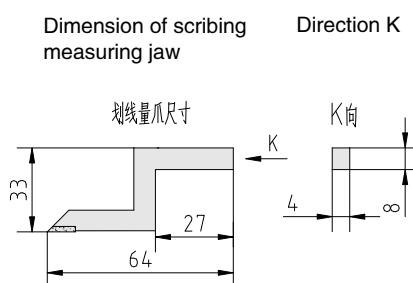 Dimension of scribing
measuring jaw
Direction K
划线量爪尺寸
K向
K
33
27
64
4
8